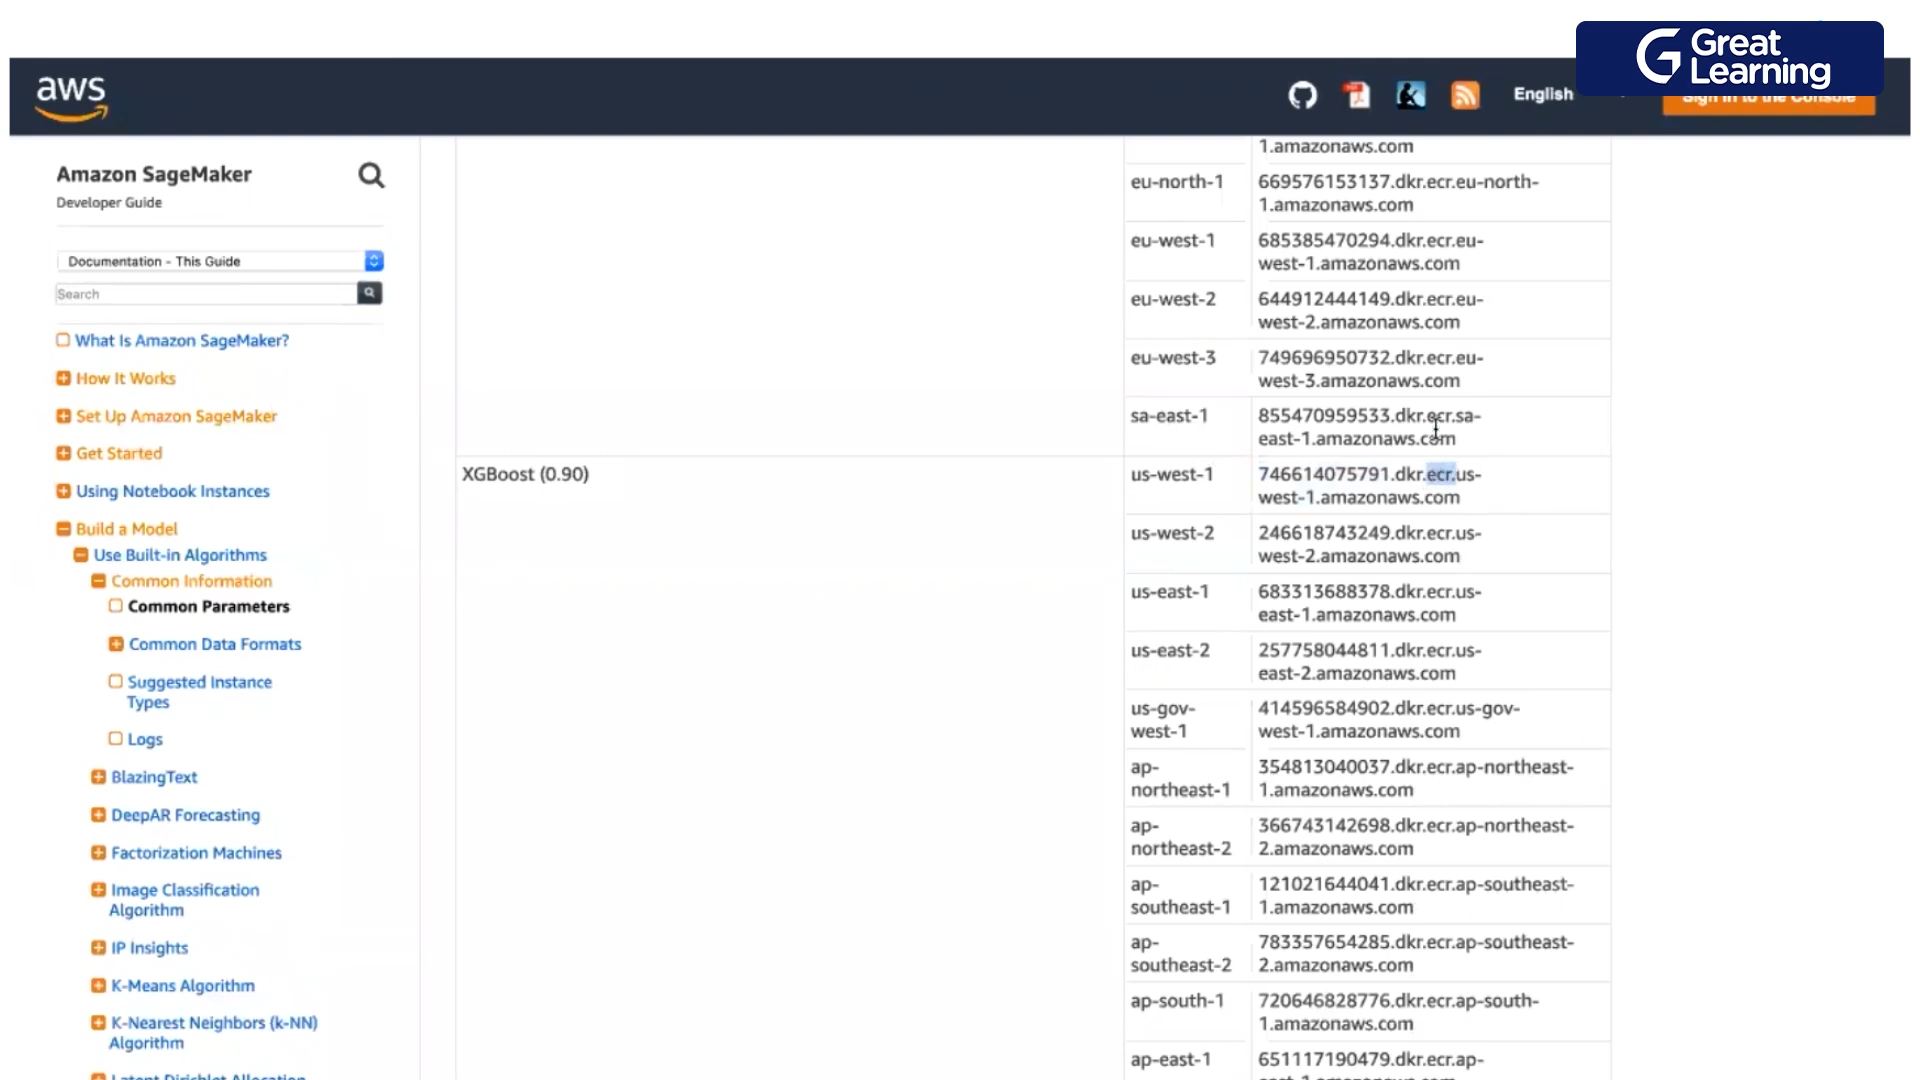 Great
Learning
aws
English
Sign in to the Console
Amazon SageMaker
Developer Guide
Documentation - This Guide
Search
What Is Amazon SageMaker?
How It Works
Set Up Amazon SageMaker
Get Started
Using Notebook Instances
Build a Model
Use Built-in Algorithms
Common Information
Common Parameters
Common Data Formats
Suggested Instance
Types
Logs
BlazingText
DeepAR Forecasting
Factorization Machines
Image Classification
Algorithm
IP Insights
K-Means Algorithm
K-Nearest Neighbors (k-NN)
Algorithm
Latent Dirichlet Allocation
1.amazonaws.com
eu-north-1
669576153137.dkr.ecr.eu-north-
1.amazonaws.com
eu-west-1
685385470294.dkr.ecr.eu-
west-1.amazonaws.com
eu-west-2
644912444149.dkr.ecr.eu-
west-2.amazonaws.com
eu-west-3
749696950732.dkr.ecr.eu-
west-3.amazonaws.com
sa-east-1
855470959533.dkr.ecr.sa-
east-1.amazonaws.com
XGBoost (0.90)
us-west-1
746614075791.dkr.ecr.us-
west-1.amazonaws.com
us-west-2
246618743249.dkr.ecr.us-
west-2.amazonaws.com
us-east-1
683313688378.dkr.ecr.us-
east-1.amazonaws.com
us-east-2
257758044811.dkr.ecr.us-
east-2.amazonaws.com
us-gov-
west-1
414596584902.dkr.ecr.us-gov-
west-1.amazonaws.com
ap-
northeast-1
354813040037.dkr.ecr.ap-northeast-
1.amazonaws.com
ap-
northeast-2
366743142698.dkr.ecr.ap-northeast-
2.amazonaws.com
ap-
southeast-1
121021644041.dkr.ecr.ap-southeast-
1.amazonaws.com
ap-
southeast-2
783357654285.dkr.ecr.ap-southeast-
2.amazonaws.com
ap-south-1
720646828776.dkr.ecr.ap-south-
1.amazonaws.com
ap-east-1
651117190479.dkr.ecr.ap-